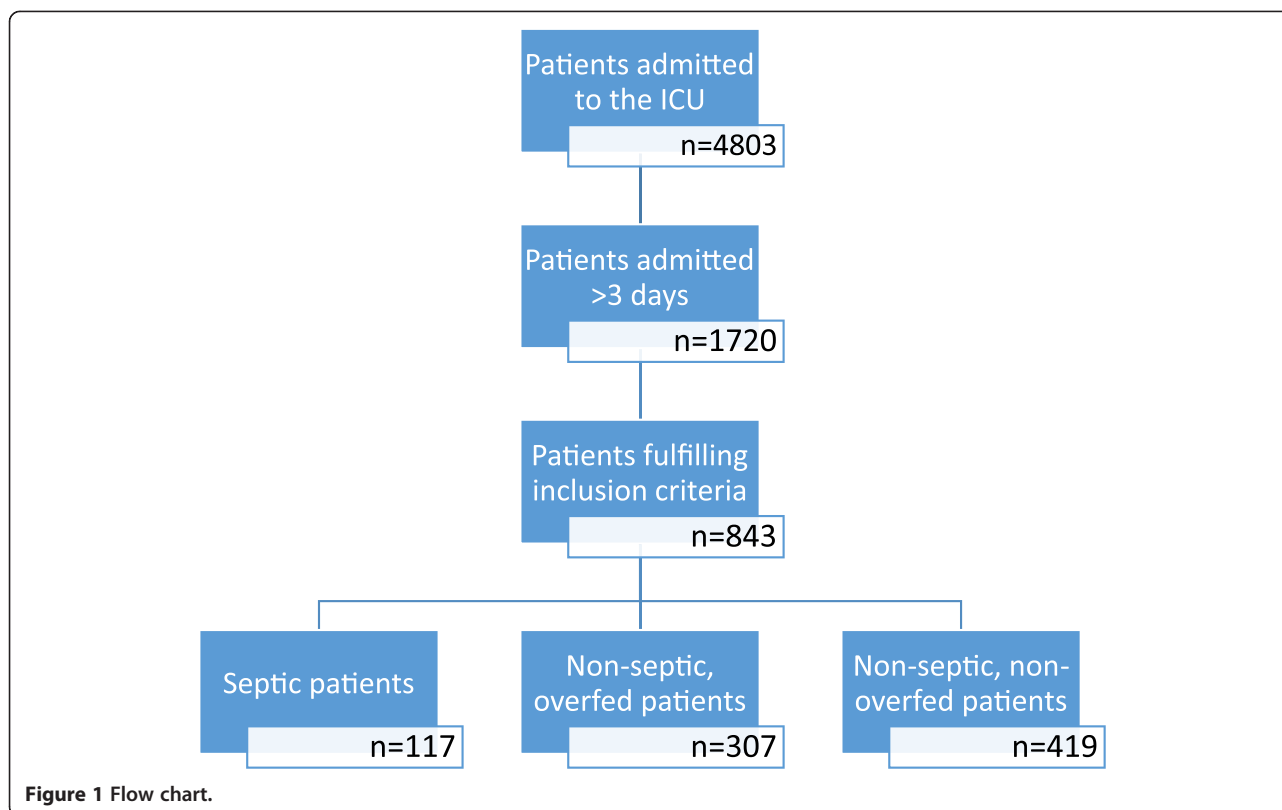 Patients admitted
to the ICU
n=4803
Patients admitted
>3 days
n=1720
Patients fulfilling
inclusion criteria
n=843
Septic patients
n=117
Non-septic,
overfed patients
n=307
Non-septic, non-
overfed patients
n=419
Figure 1 Flow chart.